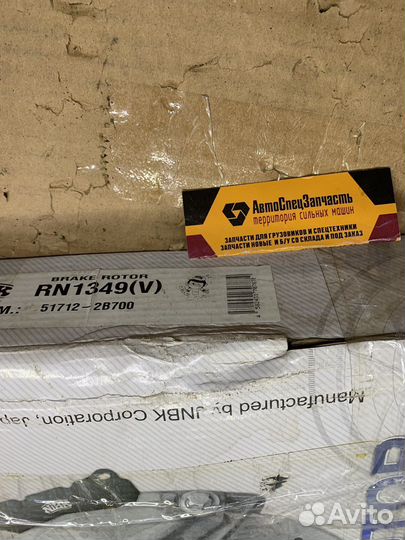 АвтоСпецЗапчасть
территория сильных машин
ЗАПЧАСТИ ДЛЯ ГРУЗОВИКОВ И СПЕЦТЕХНИКИ
ЗАПЧАСТИ НОВЫЕ И Б/У СО СКЛАДА И ПОД ЗАКАЗ
BRAKE ROTOR
RN1349(V)
M.: 51712-2B700
Manufactured by JNBK Corporation, Jap
Avito